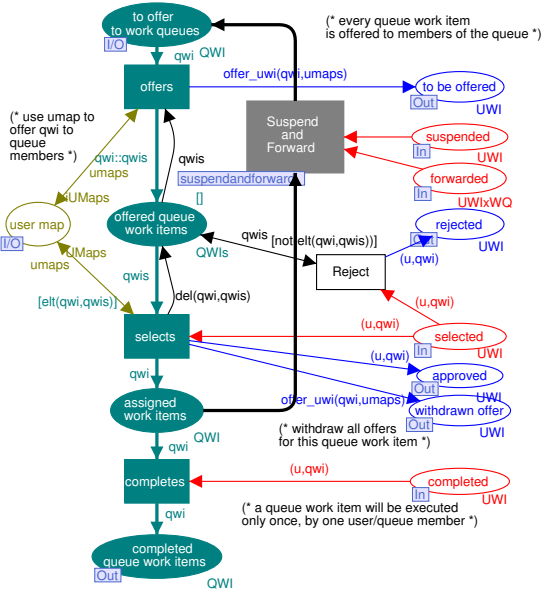 to offer
to work queues
I/O
QWI
(* every queue work item
is offered to members of the queue *)
qwi
offer_uwi(qwi,umaps)
offers
to be offered
Out
UWI
(* use umap to
offer qwi to
queue
members *)
qwi::qwis
umaps
qwis
Suspend
and
Forward
suspendandforward
suspended
In
UWI
forwarded
In
UWIxWQ
UMaps
[]
user map
I/O
offered queue
work items
QWIs
qwis
[not(elt(qwi,qwis))]
rejected
Out
UWI
(u,qwi)
UMaps
umaps
qwis
Reject
[elt(qwi,qwis)]
del(qwi,qwis)
(u,qwi)
(u,qwi)
selects
selected
In
UWI
(u,qwi)
qwi
approved
Out
UWI
offer_uwi(qwi,umaps)
assigned
work items
QWI
withdrawn offer
Out
UWI
(* withdraw all offers
for this queue work item *)
qwi
(u,qwi)
completes
completed
In
UWI
qwi
(* a queue work item will be executed
only once, by one user/queue member *)
completed
queue work items
Out
QWI